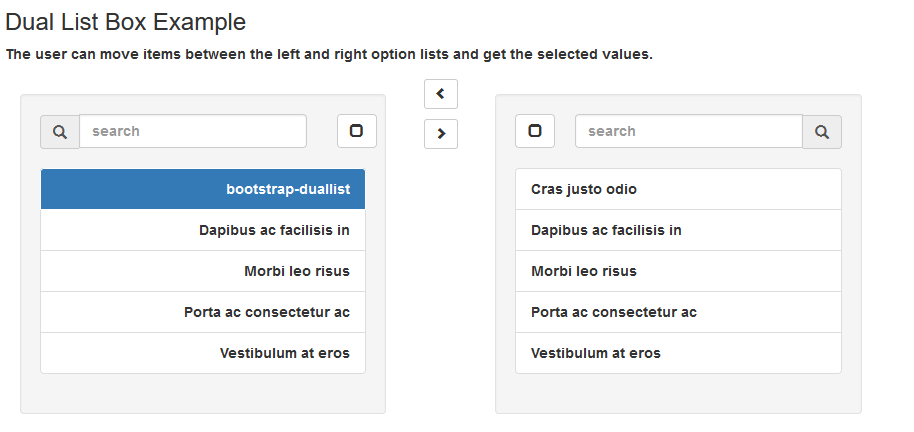 Dual List Box Example
The user can move items between the left and right option lists and get the selected values.
search
bootstrap-duallist
Dapibus ac facilisis in
Morbi leo risus
Porta ac consectetur ac
Vestibulum at eros
search
Cras justo odio
Dapibus ac facilisis in
Morbi leo risus
Porta ac consectetur ac
Vestibulum at eros